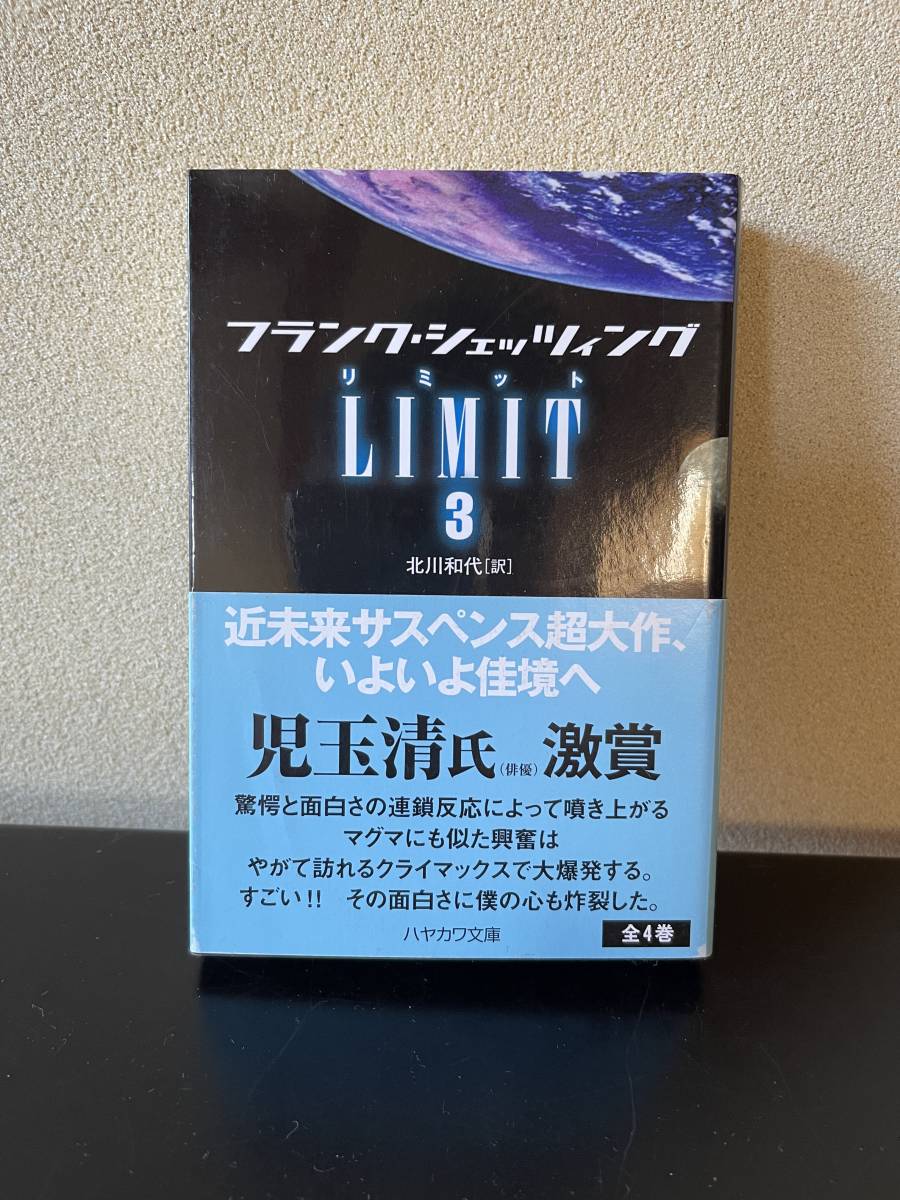 フランク・シェッツィング
リミット
LIMIT
3
北川和代[訳]
近未来サスペンス超大作、
いよいよ佳境へ
児玉清氏(俳優)激賞
驚愕と面白さの連鎖反応によって噴き上がる
マグマにも似た興奮は
やがて訪れるクライマックスで大爆発する。
すごい!! その面白さに僕の心も炸裂した。
ハヤカワ文庫 全4巻